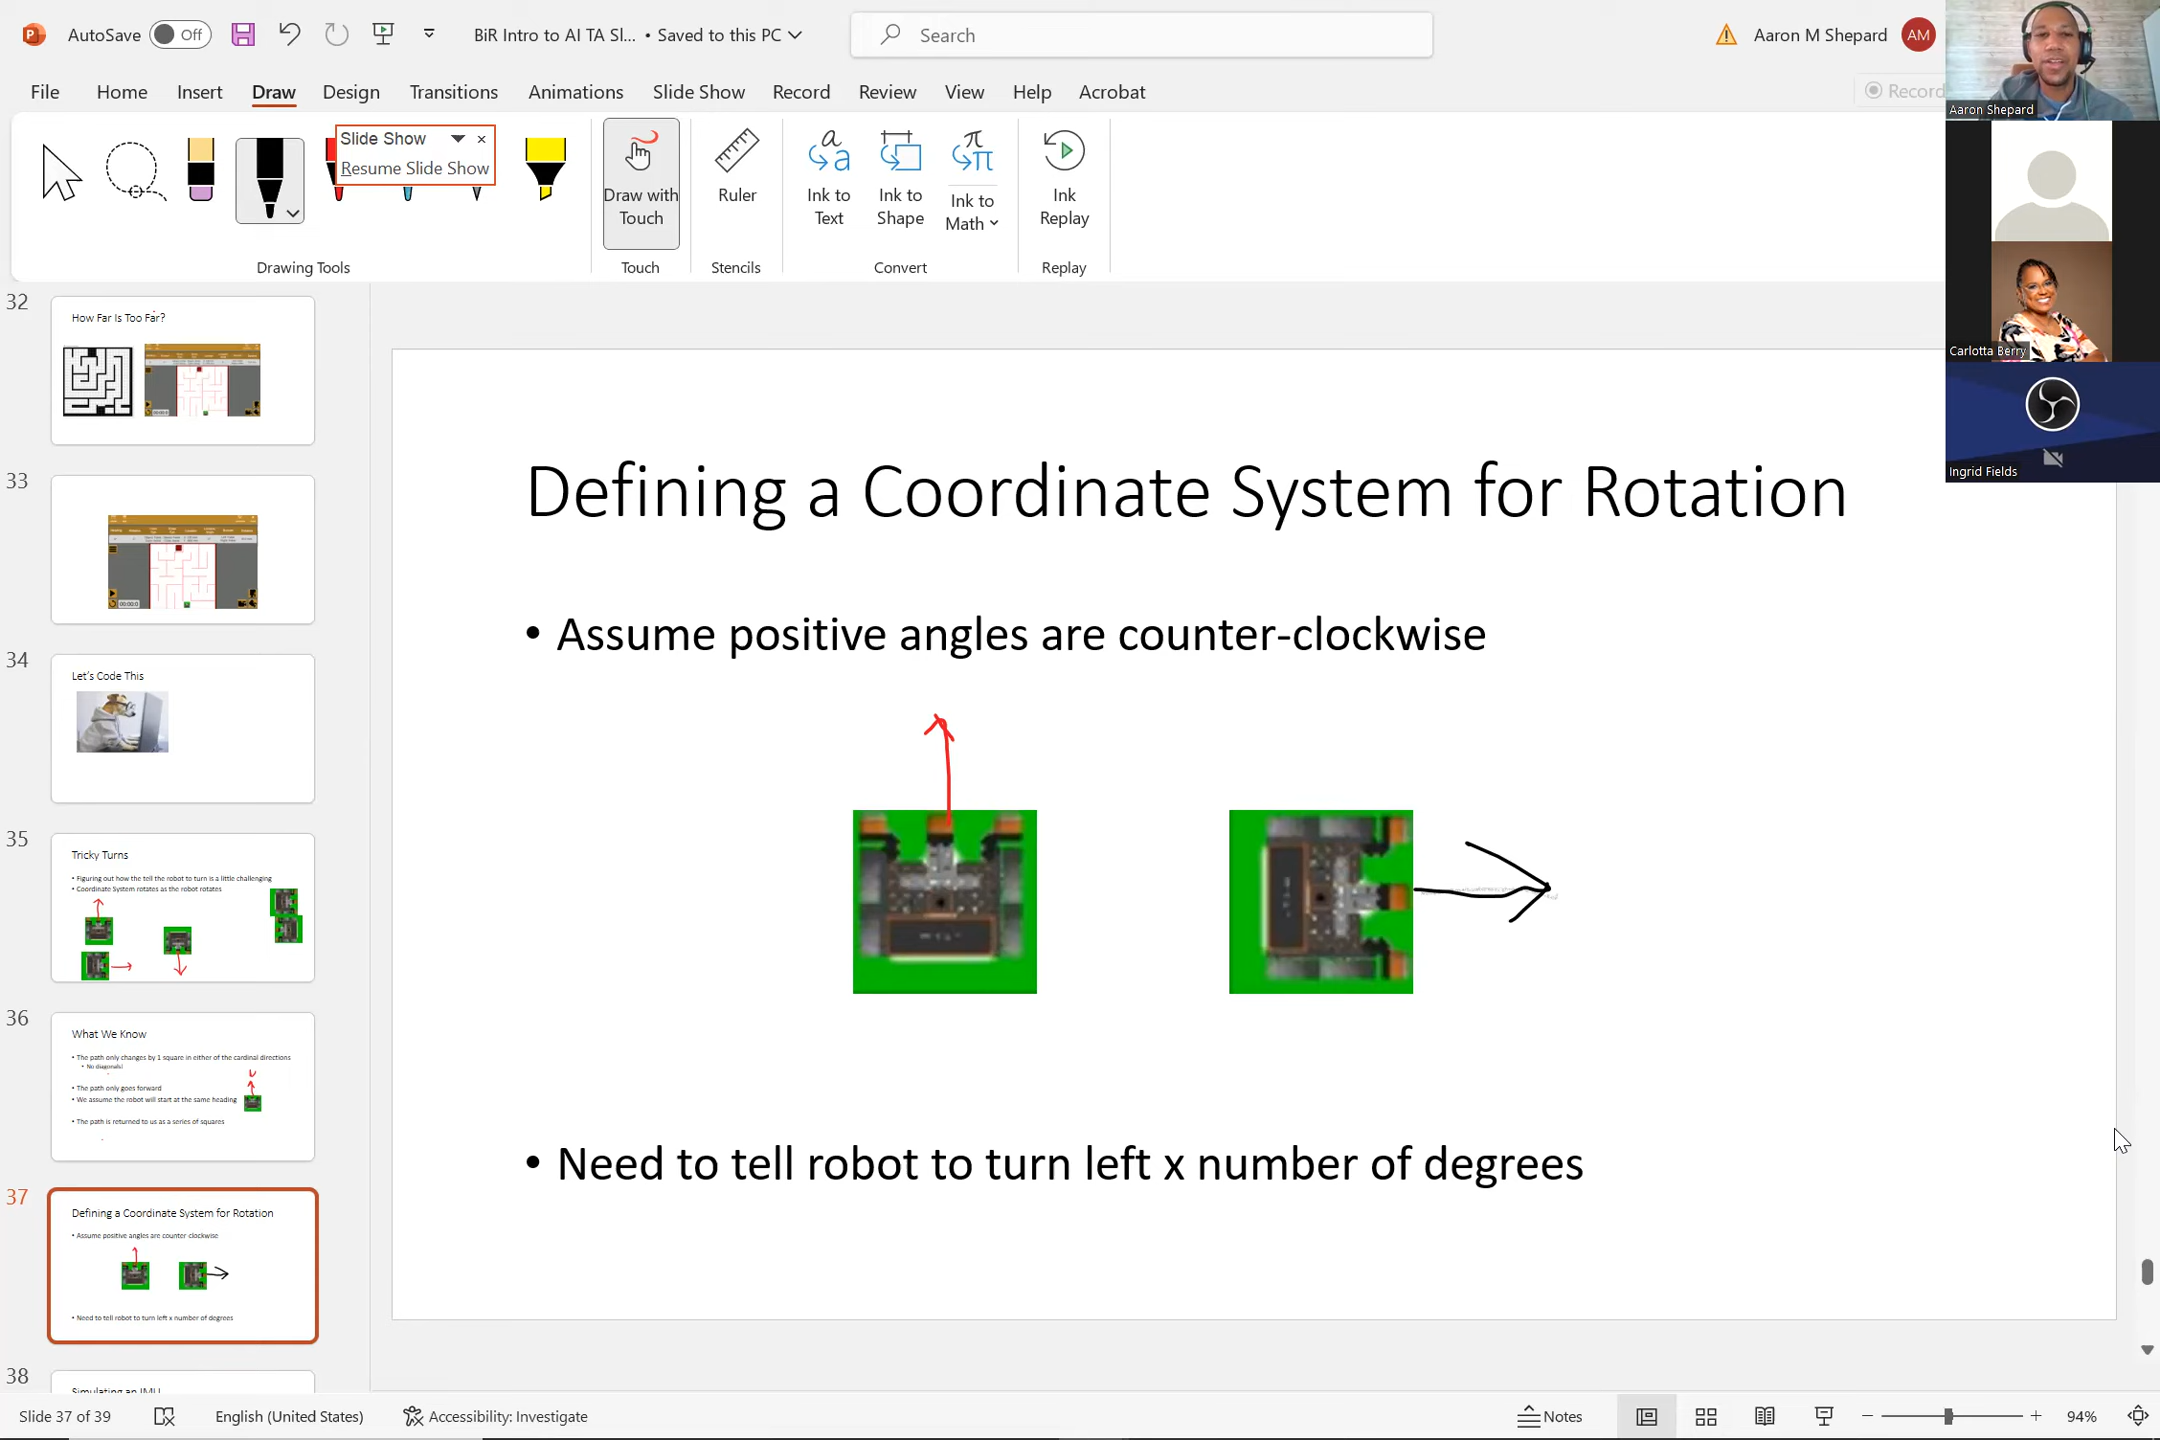 AutoSave Off BiR Intro to AI TA Sl... • Saved to this PC Search Aaron M Shepard AM
File Home Insert Draw Design Transitions Animations Slide Show Record Review View Help Acrobat Record
Slide Show
Resume Slide Show
Draw with Touch
Ruler
Ink to Text
Ink to Shape
Ink to Math
Ink Replay
Drawing Tools Touch Stencils Convert Replay
Aaron Shepard
Carlotta Berry
Ingrid Fields
32
How Far Is Too Far?
33
34
Let's Code This
35
Tricky Turns
• Figuring out how the tell the robot to turn is a little challenging
• Coordinate System rotates as the robot rotates
36
What We Know
• The path only changes by 1 square in either of the cardinal directions
• No diagonals!
• The path only goes forward
• We assume the robot will start at the same heading
• The path is returned to us as a series of squares
37
Defining a Coordinate System for Rotation
• Assume positive angles are counter-clockwise
• Need to tell robot to turn left x number of degrees
38
Simulating an IMU
Defining a Coordinate System for Rotation
• Assume positive angles are counter-clockwise
• Need to tell robot to turn left x number of degrees
Slide 37 of 39 English (United States) Accessibility: Investigate Notes 94%